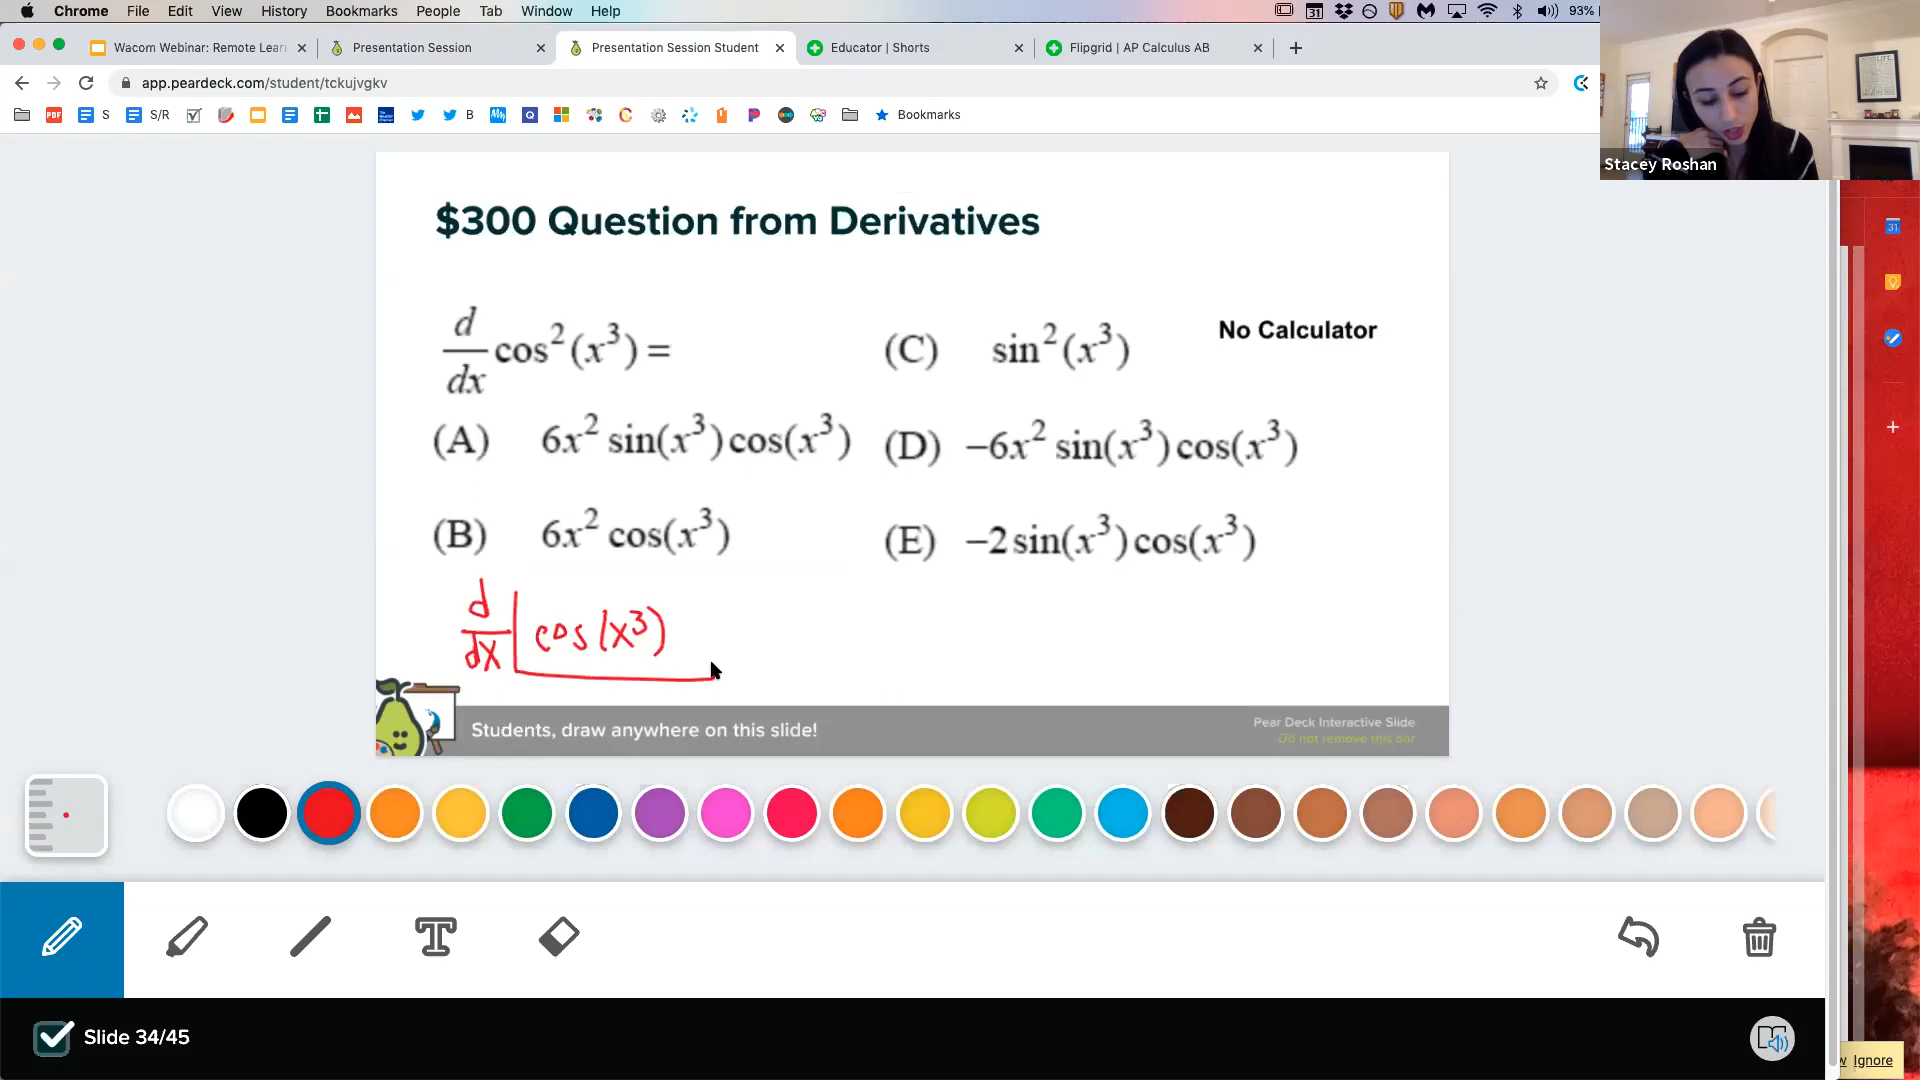 Chrome File Edit View History Bookmarks People Tab Window Help 31 93%
Wacom Webinar: Remote Lear Presentation Session Presentation Session Student Educator | Shorts Flipgrid | AP Calculus AB
app.peardeck.com/student/tckujvgkv
PDF S S/R B Bookmarks
Stacey Roshan
$300 Question from Derivatives
d/dx cos²(x³) =
(C) sin²(x³)
No Calculator
(A) 6x² sin(x³) cos(x³)
(D) −6x² sin(x³) cos(x³)
(B) 6x² cos(x³)
(E) −2 sin(x³) cos(x³)
d/dx cos(x³)
Students, draw anywhere on this slide!
Pear Deck Interactive Slide
Do not remove this bar
T
Slide 34/45
Ignore
31